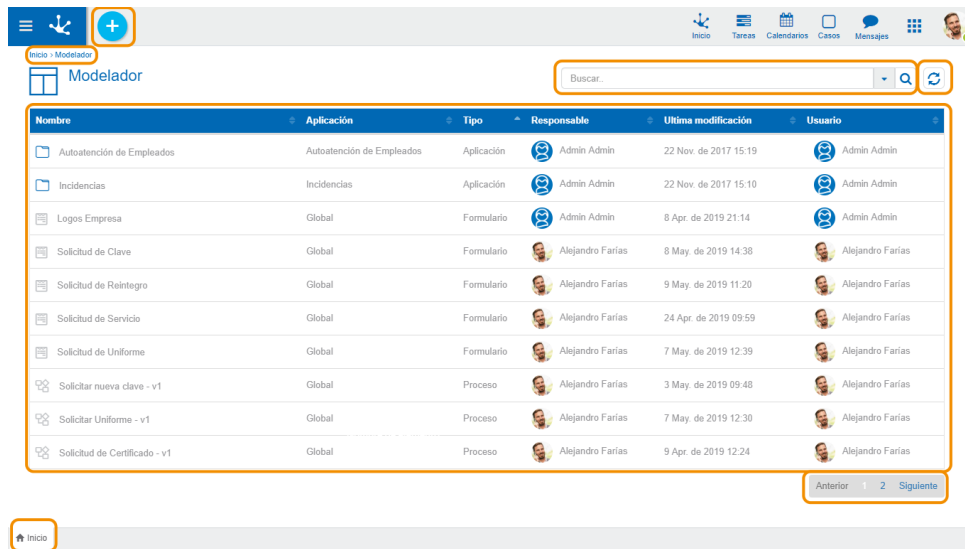 Inicio Tareas Calendarios Casos Mensajes
Inicio › Modelador
Modelador
Buscar..
Nombre Aplicación Tipo Responsable Ultima modificación Usuario
Autoatención de Empleados Autoatención de Empleados Aplicación Admin Admin 22 Nov. de 2017 15:19 Admin Admin
Incidencias Incidencias Aplicación Admin Admin 22 Nov. de 2017 15:10 Admin Admin
Logos Empresa Global Formulario Admin Admin 8 Apr. de 2019 21:14 Admin Admin
Solicitud de Clave Global Formulario Alejandro Farías 8 May. de 2019 14:38 Alejandro Farías
Solicitud de Reintegro Global Formulario Alejandro Farías 9 May. de 2019 11:20 Alejandro Farías
Solicitud de Servicio Global Formulario Alejandro Farías 24 Apr. de 2019 09:59 Alejandro Farías
Solicitud de Uniforme Global Formulario Alejandro Farías 7 May. de 2019 12:39 Alejandro Farías
Solicitar nueva clave - v1 Global Proceso Alejandro Farías 3 May. de 2019 09:48 Alejandro Farías
Solicitar Uniforme - v1 Global Proceso Alejandro Farías 7 May. de 2019 12:30 Alejandro Farías
Solicitud de Certificado - v1 Global Proceso Alejandro Farías 9 Apr. de 2019 12:24 Alejandro Farías
Anterior 1 2 Siguiente
Inicio